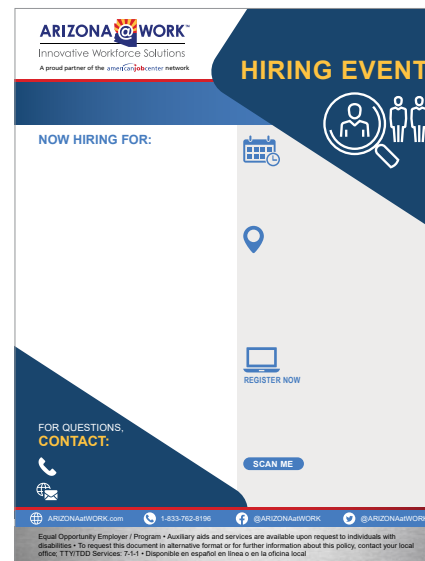 ARIZONA@WORK™
Innovative Workforce Solutions
A proud partner of the americanjobcenter network
HIRING EVENT
NOW HIRING FOR:
REGISTER NOW
FOR QUESTIONS,
CONTACT:
SCAN ME
ARIZONAatWORK.com 1-833-762-8196 @ARIZONAatWORK @ARIZONAatWORK
Equal Opportunity Employer / Program • Auxiliary aids and services are available upon request to individuals with
disabilities • To request this document in alternative format or for further information about this policy, contact your local
office; TTY/TDD Services: 7-1-1 • Disponible en español en línea o en la oficina local